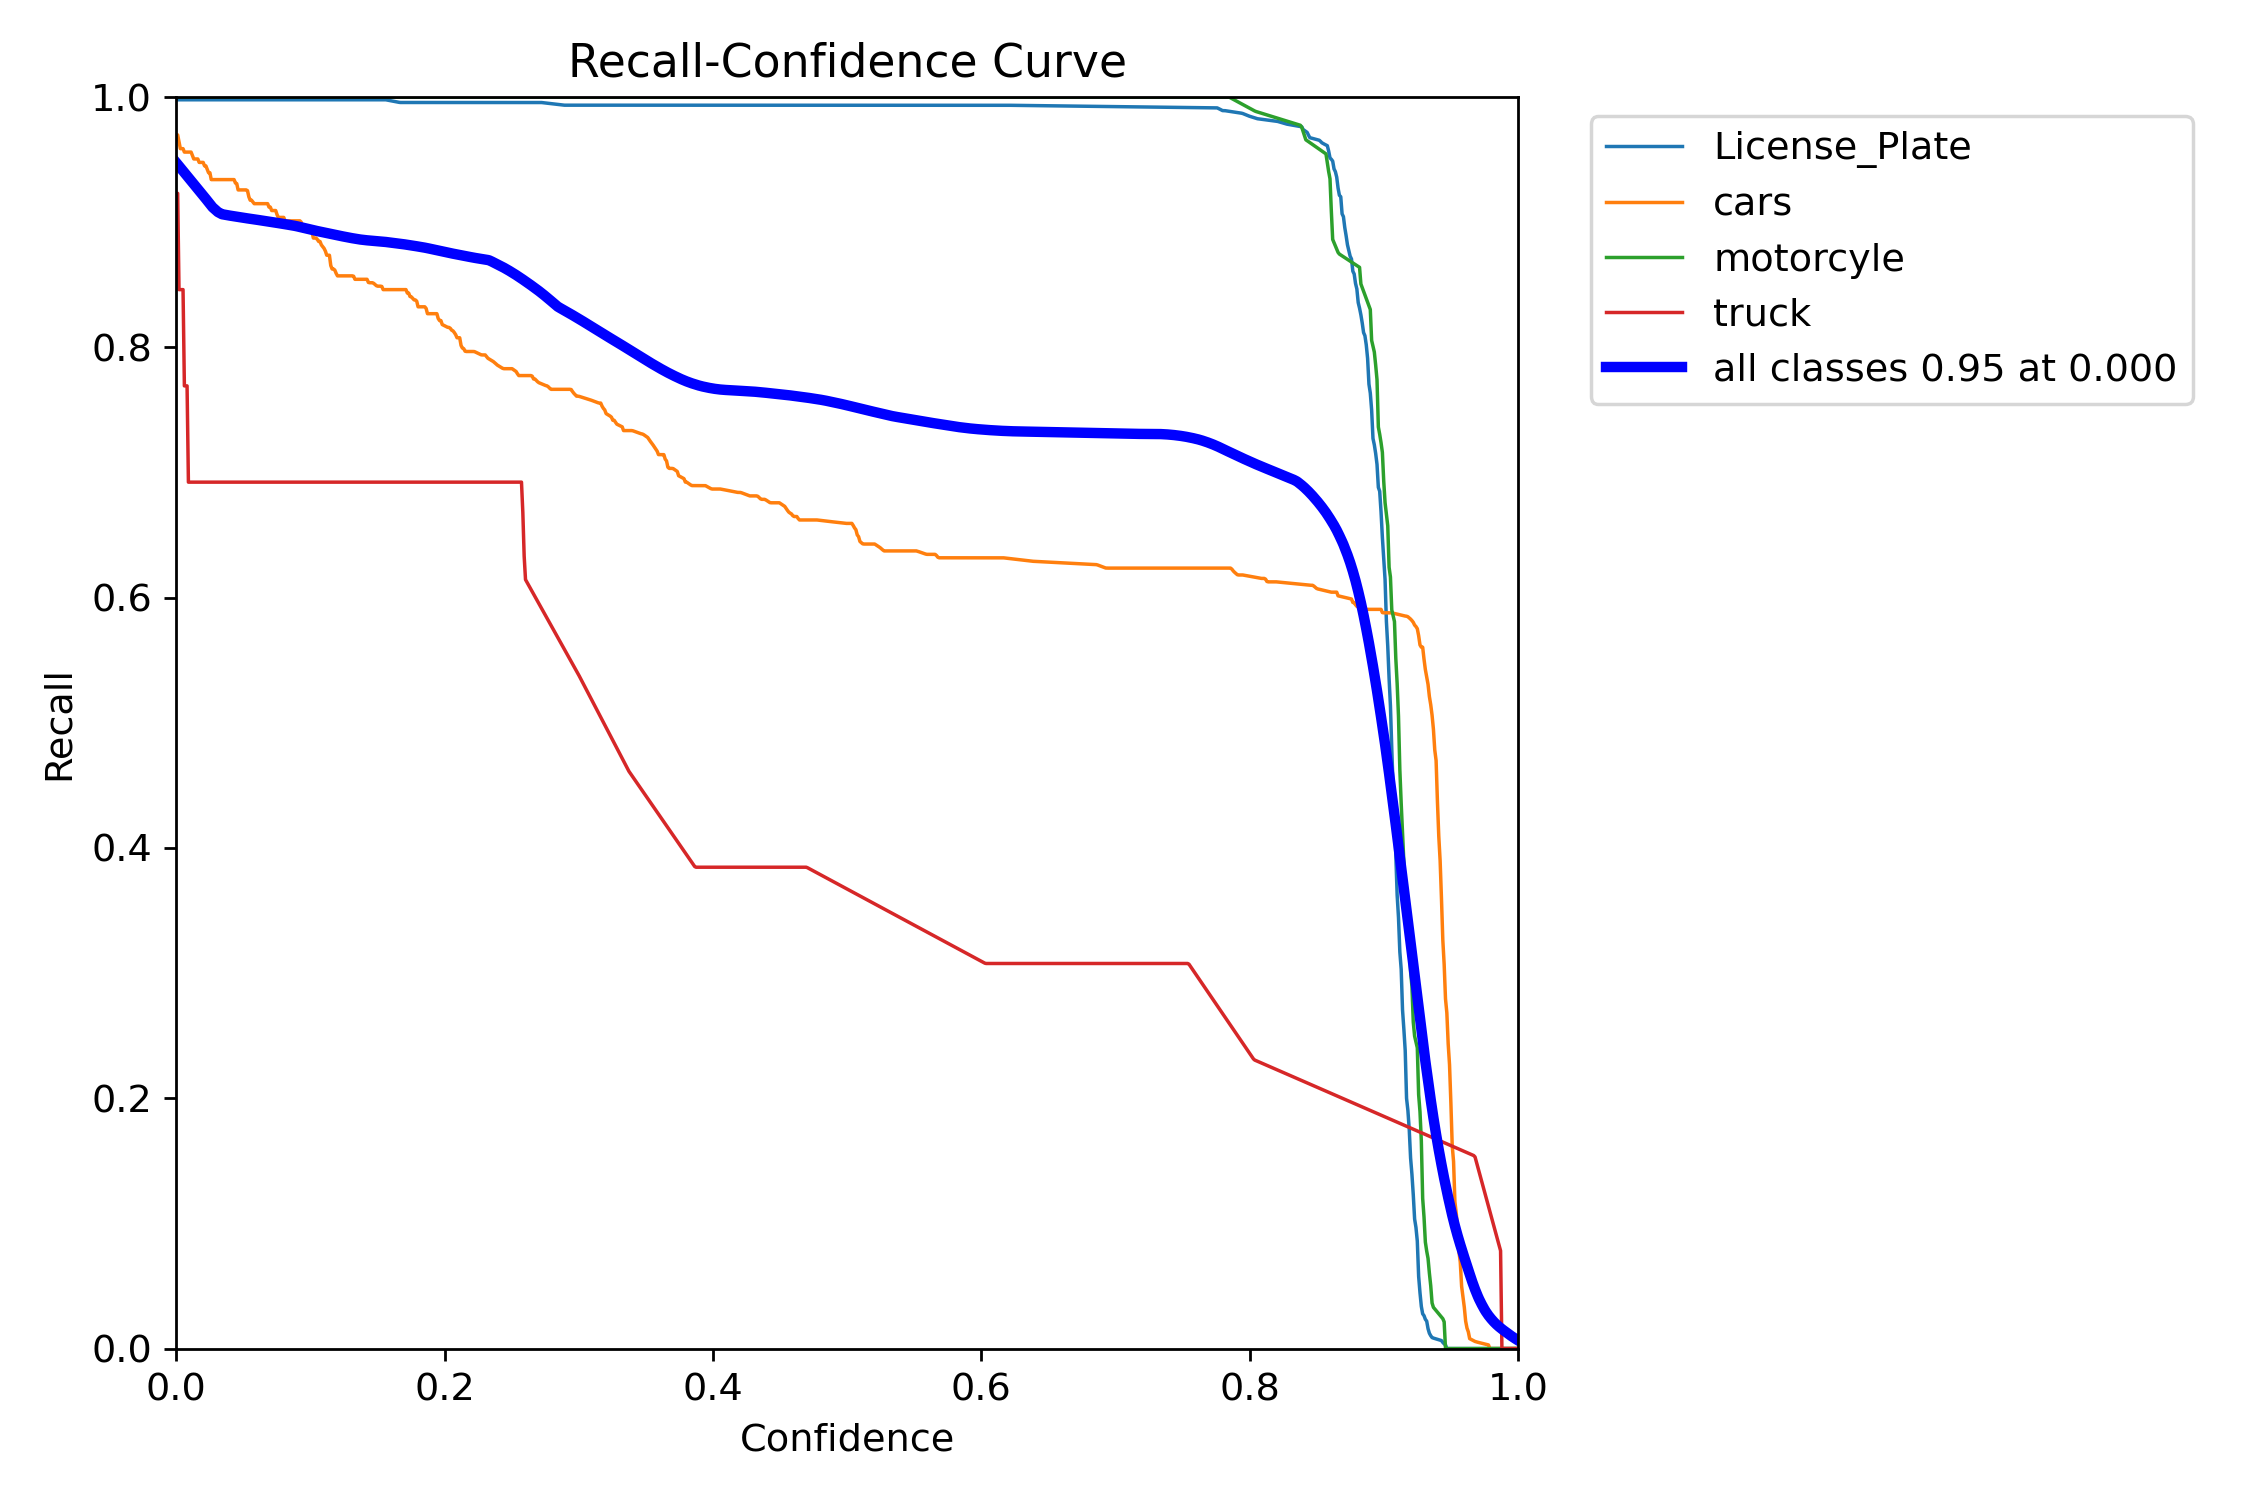 Recall-Confidence Curve
1.0
0.8
0.6
0.4
0.2
0.0
Recall
0.0 0.2 0.4 0.6 0.8 1.0
Confidence
License_Plate
cars
motorcyle
truck
all classes 0.95 at 0.000